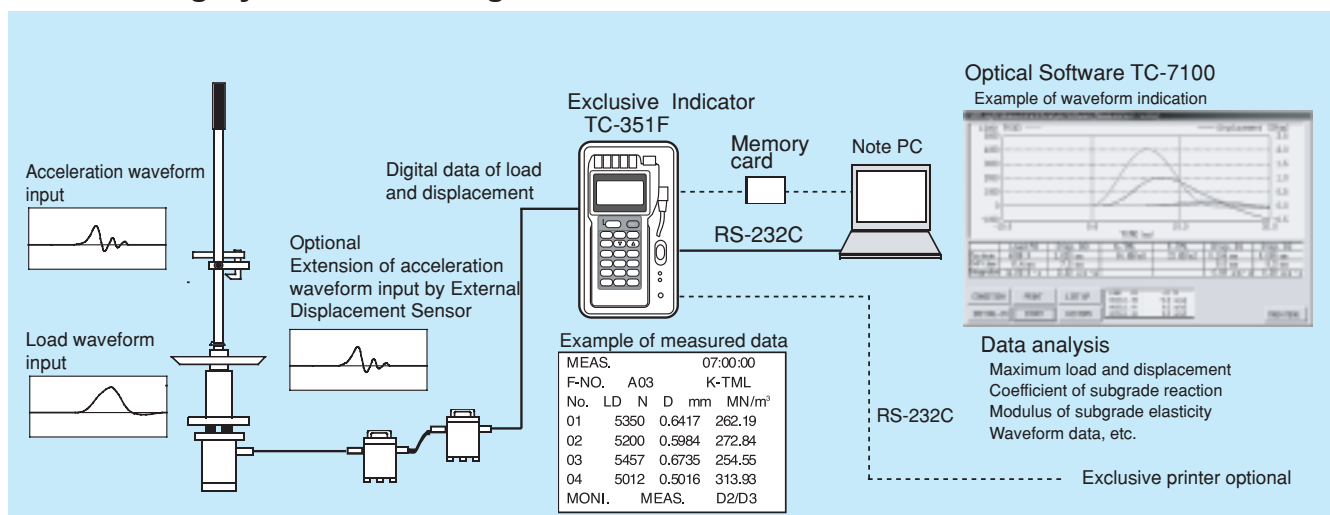 Acceleration waveform
input
Load waveform
input
Optional
Extension of acceleration
waveform input by External
Displacement Sensor
Digital data of load
and displacement
Exclusive Indicator
TC-351F
Memory
card
Note PC
RS-232C
Example of measured data
MEAS. 07:00:00
F-NO. A03 K-TML
No. LD N D mm MN/m³
01 5350 0.6417 262.19
02 5200 0.5984 272.84
03 5457 0.6735 254.55
04 5012 0.5016 313.93
MONI. MEAS. D2/D3
RS-232C
Optical Software TC-7100
Example of waveform indication
Data analysis
Maximum load and displacement
Coefficient of subgrade reaction
Modulus of subgrade elasticity
Waveform data, etc.
Exclusive printer optional